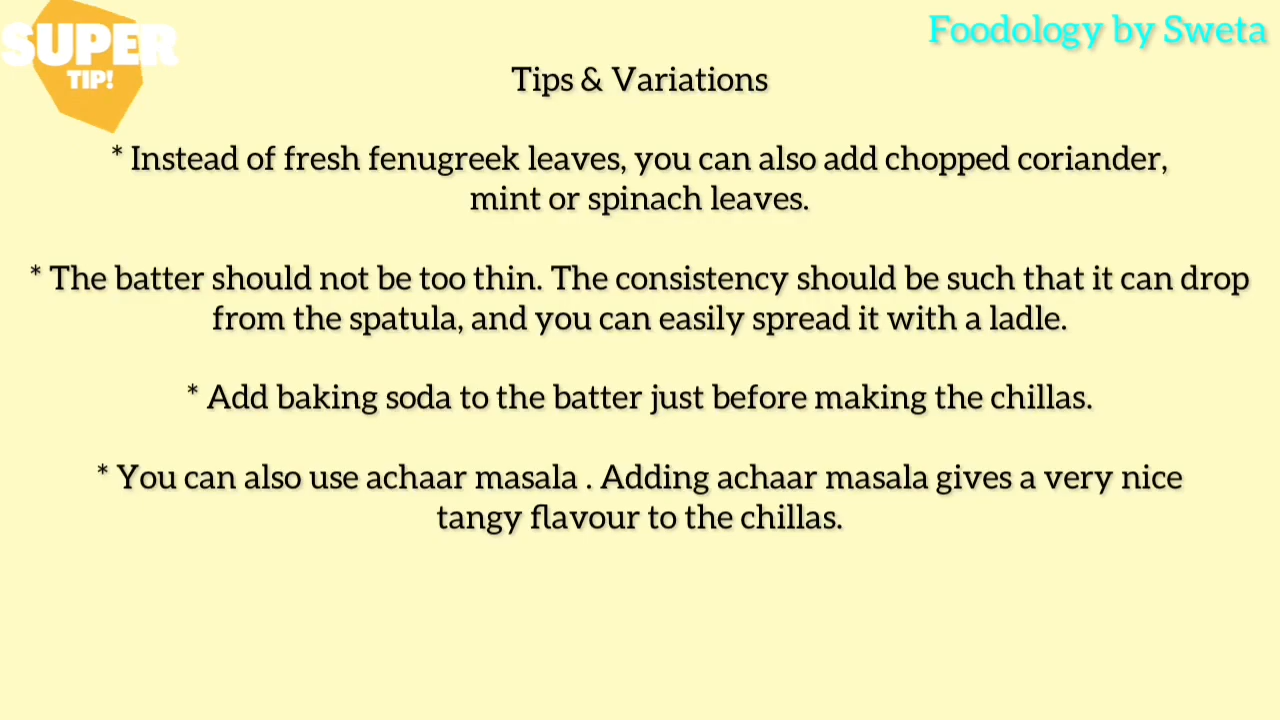 SUPER
TIP!
Foodology by Sweta
Tips & Variations
* Instead of fresh fenugreek leaves, you can also add chopped coriander,
mint or spinach leaves.
* The batter should not be too thin. The consistency should be such that it can drop
from the spatula, and you can easily spread it with a ladle.
* Add baking soda to the batter just before making the chillas.
* You can also use achaar masala . Adding achaar masala gives a very nice
tangy flavour to the chillas.